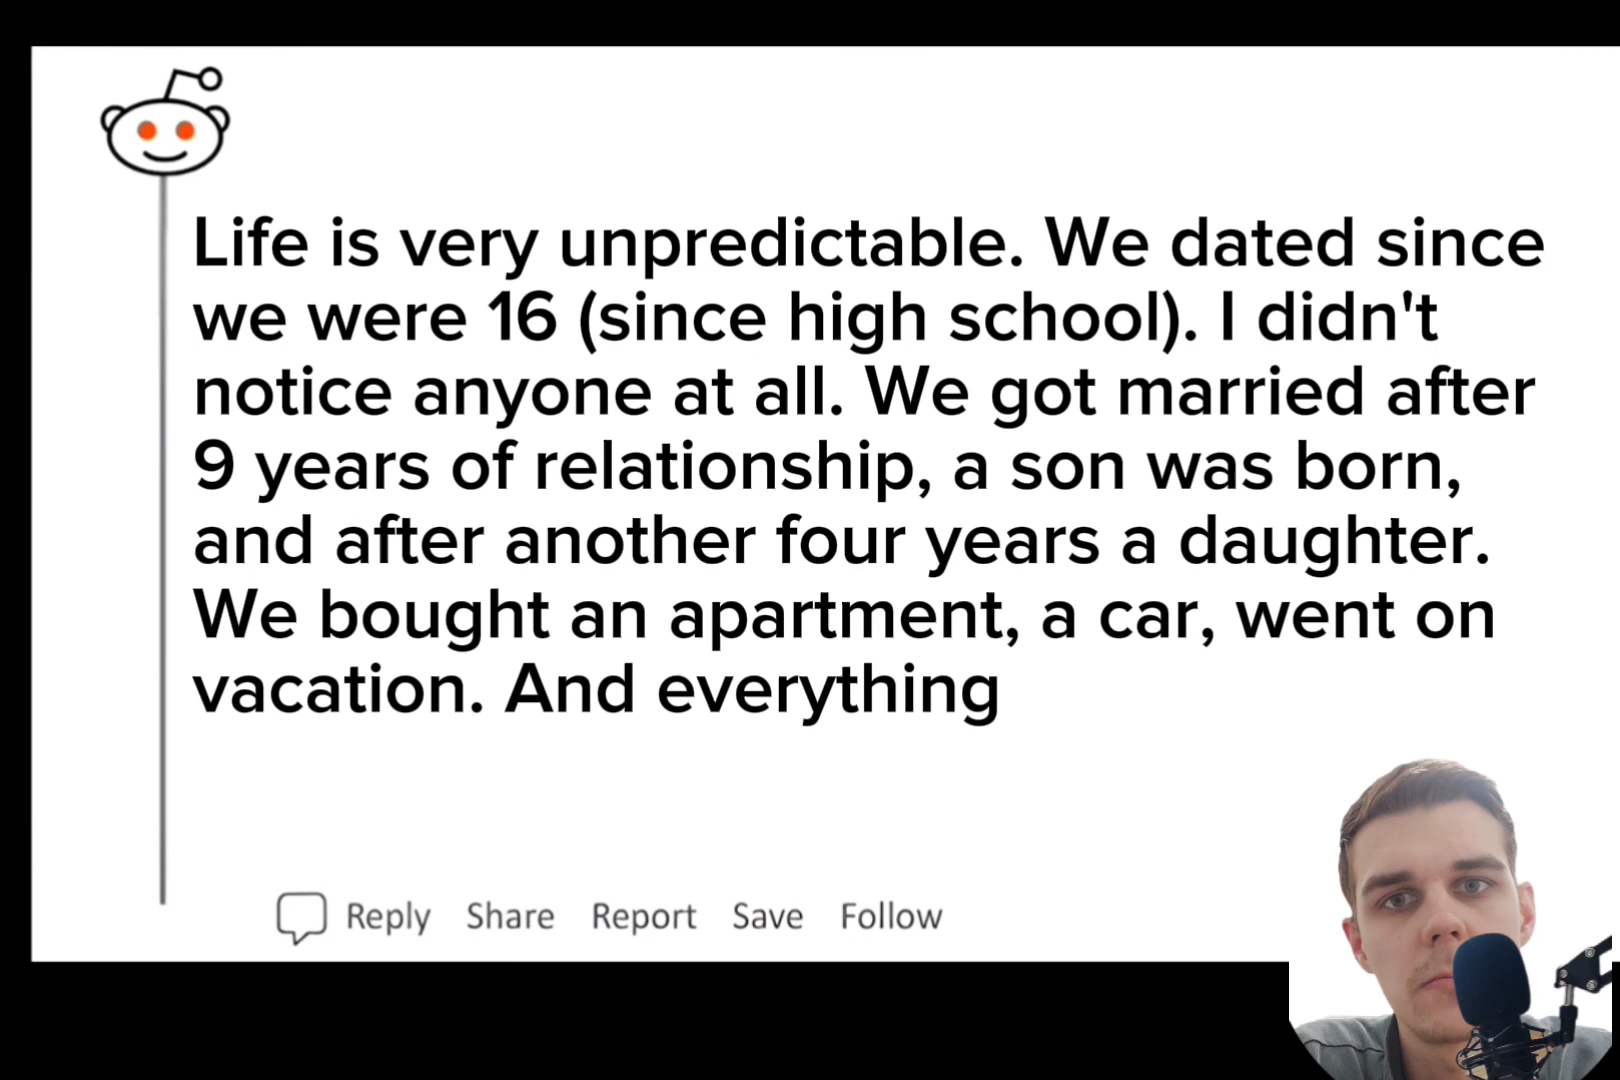 Life is very unpredictable. We dated since
we were 16 (since high school). I didn't
notice anyone at all. We got married after
9 years of relationship, a son was born,
and after another four years a daughter.
We bought an apartment, a car, went on
vacation. And everything
Reply Share Report Save Follow